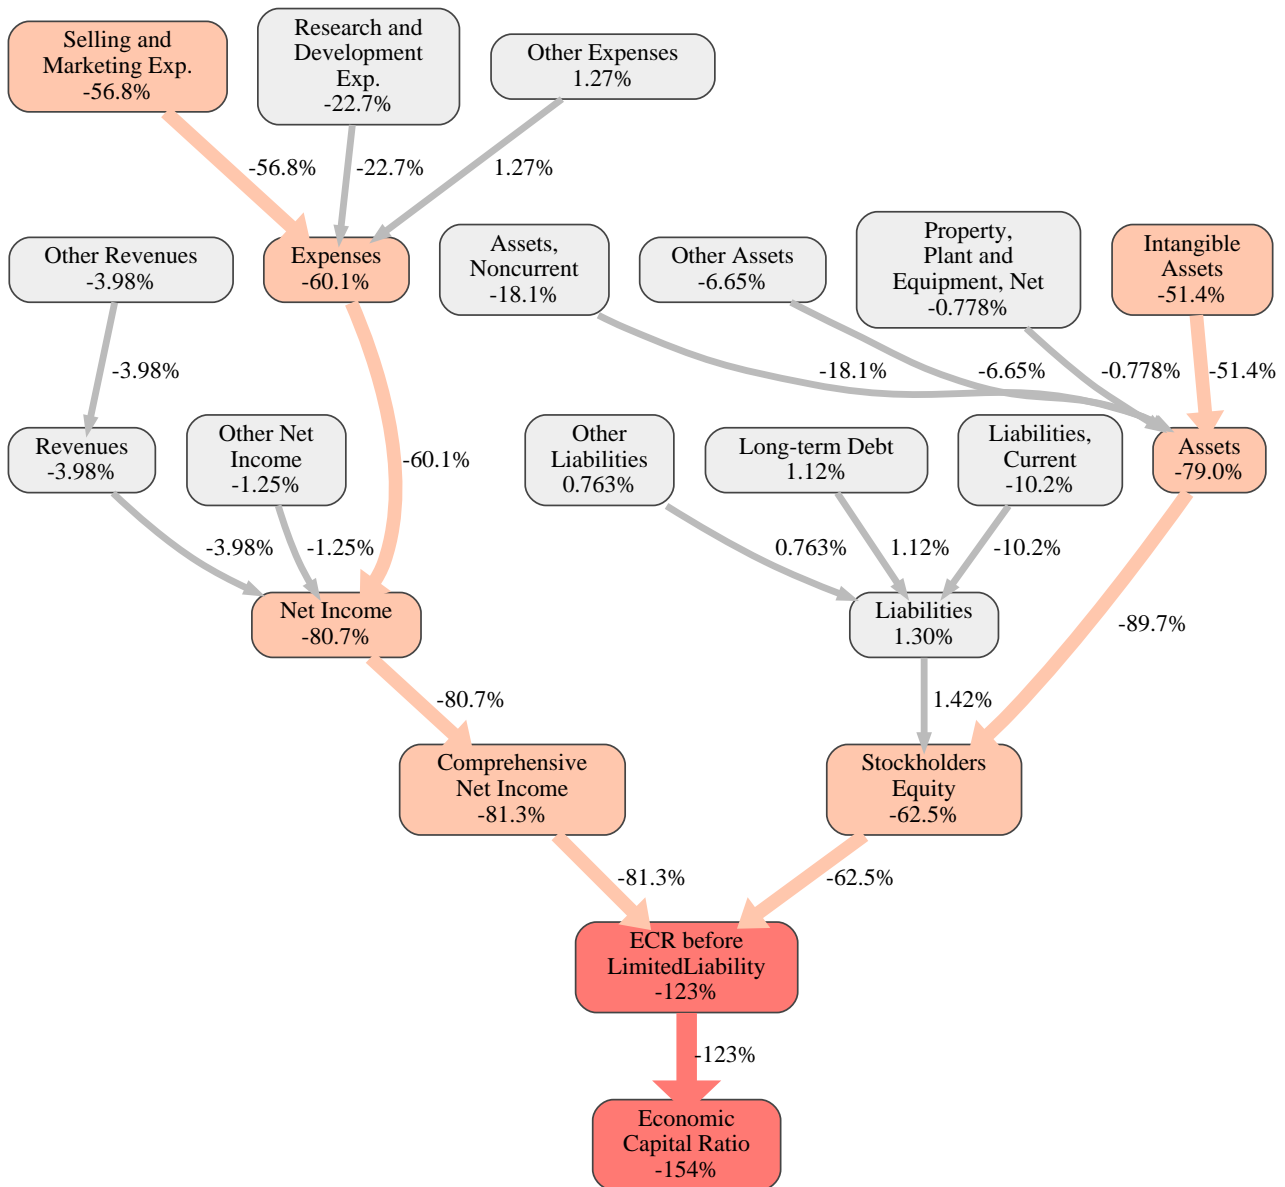 Selling and
Marketing Exp.
-56.8%
Research and
Development
Exp.
-22.7%
Other Expenses
1.27%
-56.8%
-22.7%
1.27%
Other Revenues
-3.98%
Expenses
-60.1%
Assets,
Noncurrent
-18.1%
Other Assets
-6.65%
Property,
Plant and
Equipment, Net
-0.778%
Intangible
Assets
-51.4%
-3.98%
-18.1%
-6.65%
-0.778%
-51.4%
Revenues
-3.98%
Other Net
Income
-1.25%
-60.1%
Other
Liabilities
0.763%
Long-term Debt
1.12%
Liabilities,
Current
-10.2%
Assets
-79.0%
-3.98%
-1.25%
0.763%
1.12%
-10.2%
Net Income
-80.7%
Liabilities
1.30%
-89.7%
-80.7%
1.42%
Comprehensive
Net Income
-81.3%
Stockholders
Equity
-62.5%
-81.3%
-62.5%
ECR before
LimitedLiability
-123%
-123%
Economic
Capital Ratio
-154%